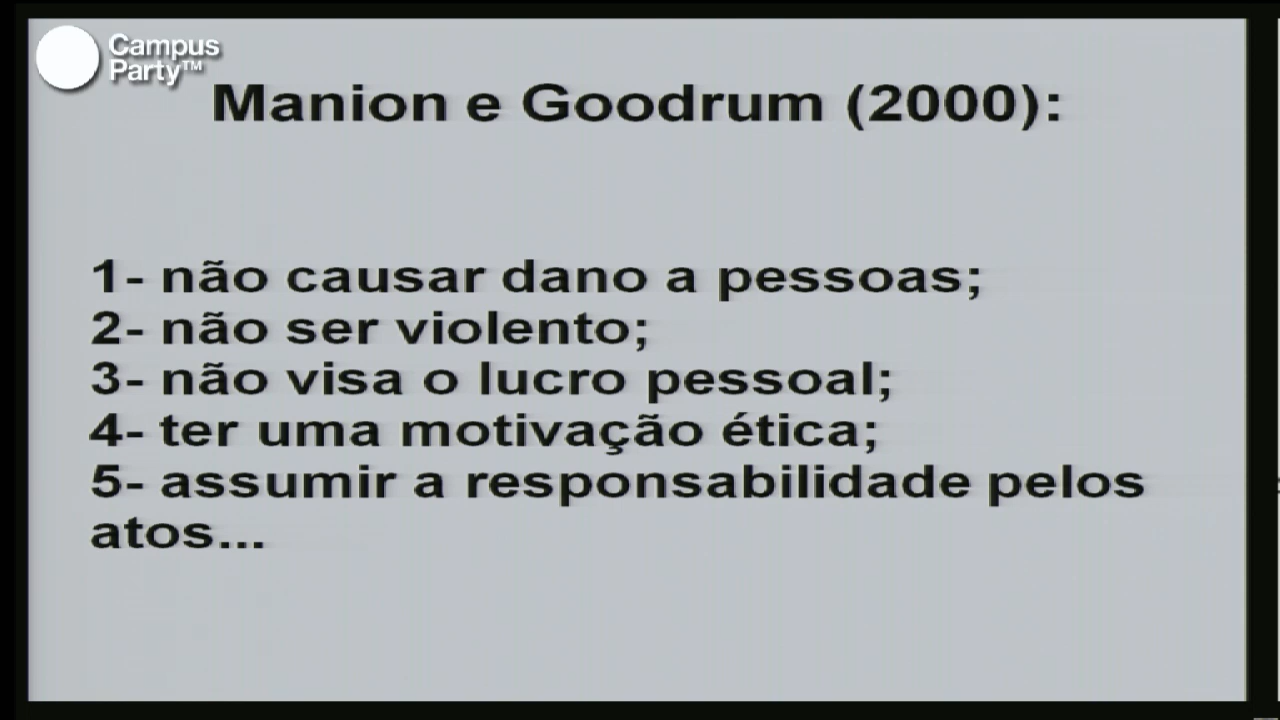 Campus
Party™
Manion e Goodrum (2000):
1- não causar dano a pessoas;
2- não ser violento;
3- não visa o lucro pessoal;
4- ter uma motivação ética;
5- assumir a responsabilidade pelos
atos...